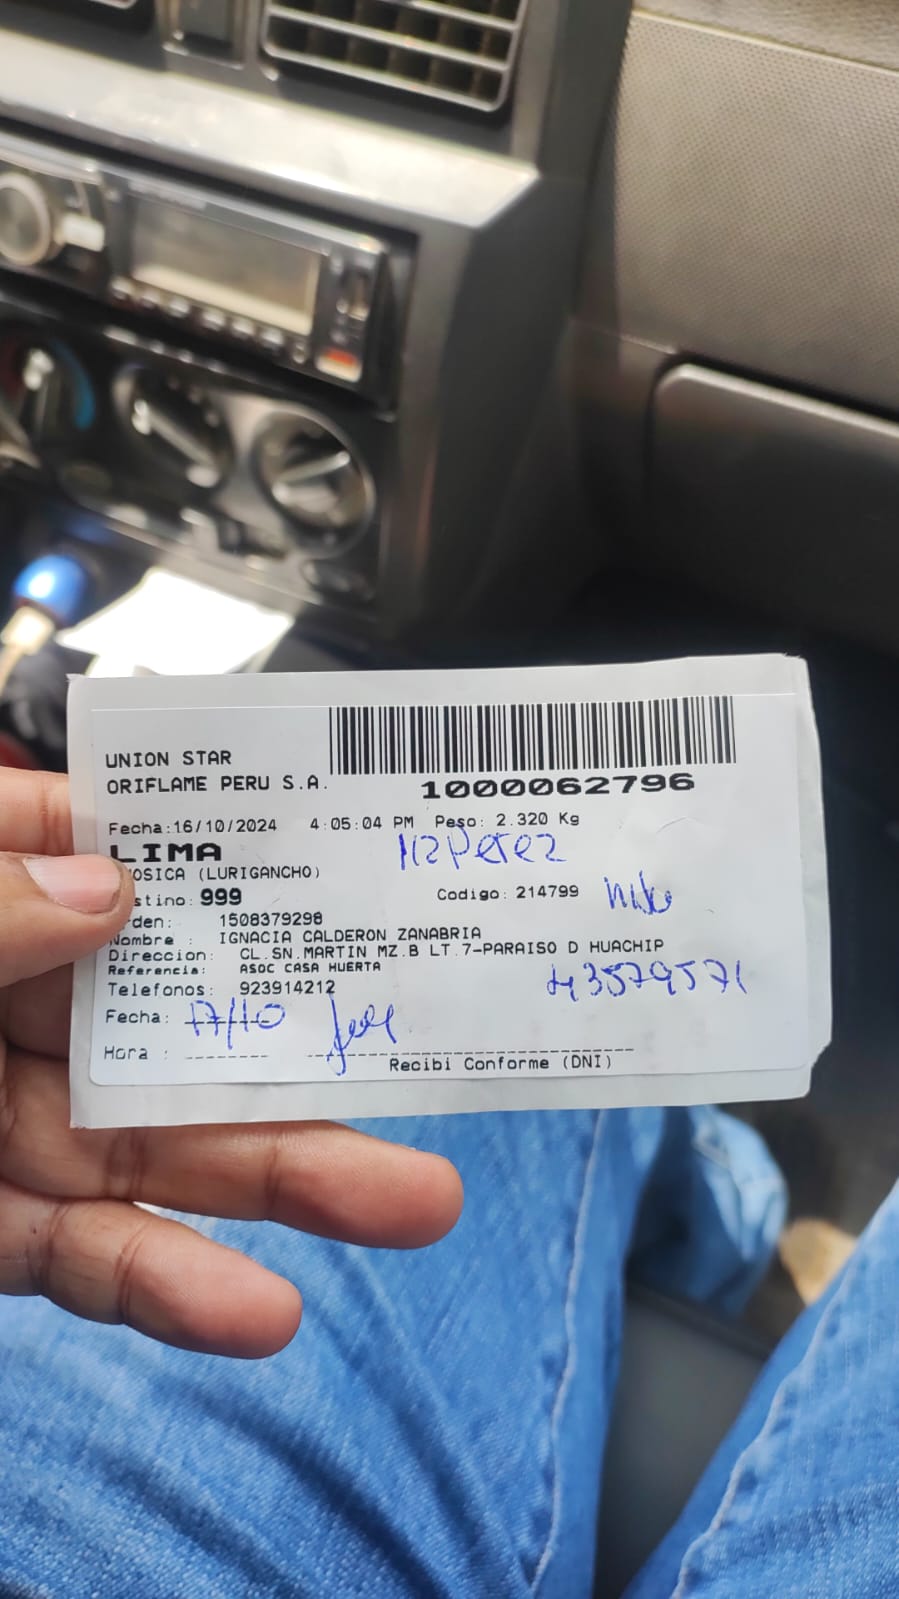 UNION STAR
ORIFLAME PERU S.A.
1000062796
Fecha:16/10/2024 4:05:04 PM Peso: 2.320 Kg
LIMA
Perez
OSICA (LURIGANCHO)
stino: 999 Codigo: 214799
rden: 1508379298
Nombre : IGNACIA CALDERON ZANABRIA
Direccion: CL.SN.MARTIN MZ.B LT.7-PARAISO D HUACHIP
Referencia: ASOC CASA HUERTA
Telefonos: 923914212 43579571
Fecha: 17/10
Hora :
Recibi Conforme (DNI)